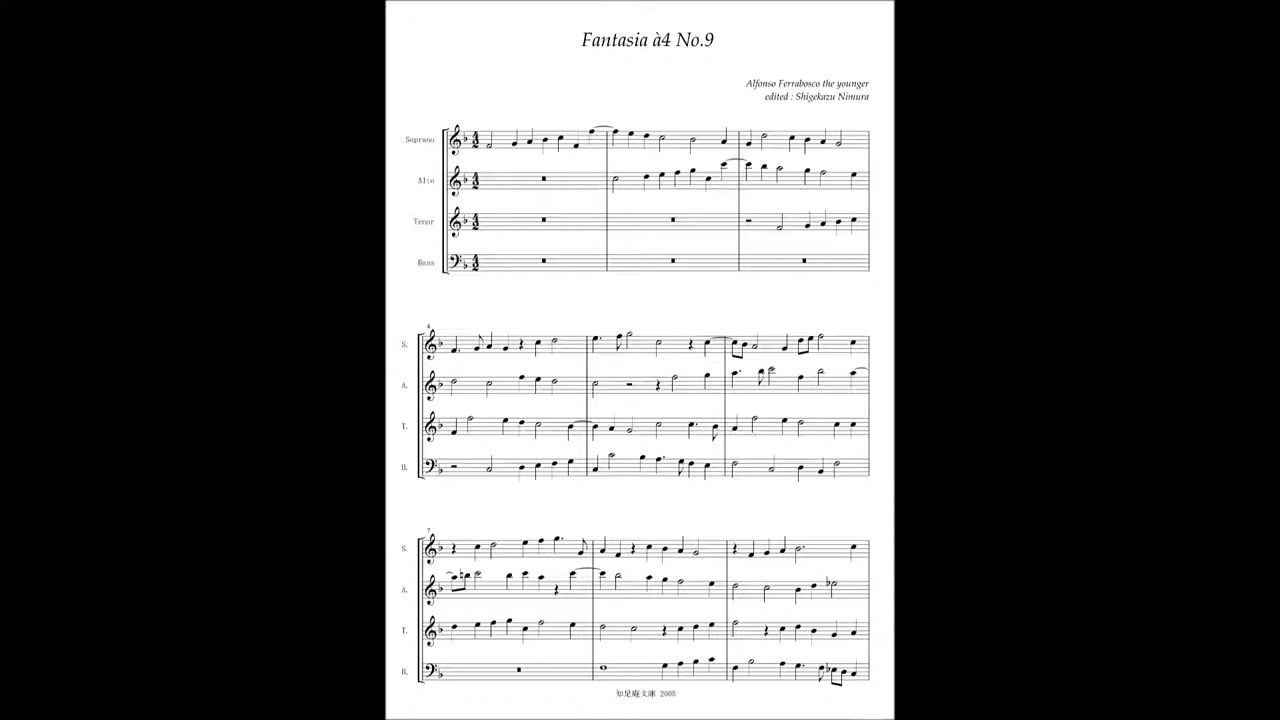 Fantasia à4 No.9
Alfonso Ferrabosco the younger
edited : Shigekazu Nimura
Soprano
Alto
Tenor
Bass
4
S.
A.
T.
B.
7
S.
A.
T.
B.
知足庵文庫 2005